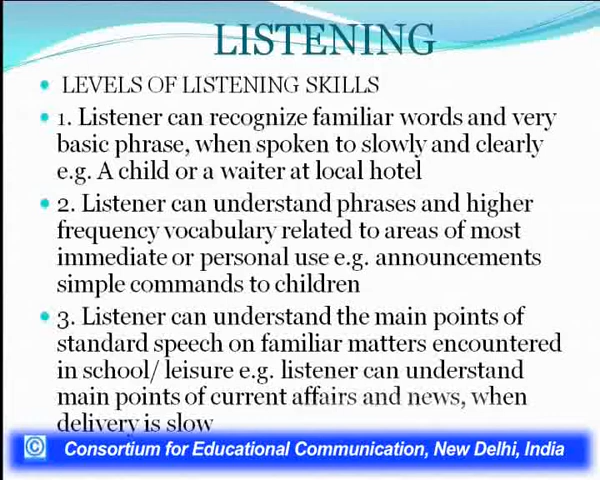 LISTENING
LEVELS OF LISTENING SKILLS
1. Listener can recognize familiar words and very
basic phrase, when spoken to slowly and clearly
e.g. A child or a waiter at local hotel
2. Listener can understand phrases and higher
frequency vocabulary related to areas of most
immediate or personal use e.g. announcements
simple commands to children
3. Listener can understand the main points of
standard speech on familiar matters encountered
in school/ leisure e.g. listener can understand
main points of current affairs and news, when
delivery is slow
© Consortium for Educational Communication, New Delhi, India